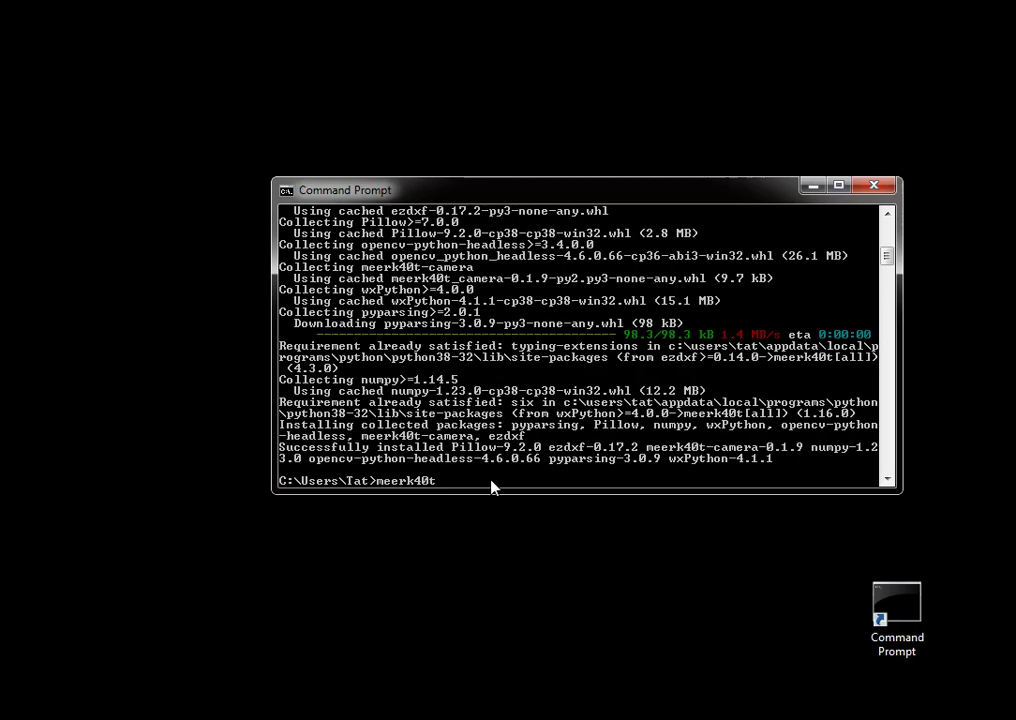 Command Prompt
Using cached ezdxf-0.17.2-py3-none-any.whl
Collecting Pillow>=7.0.0
Using cached Pillow-9.2.0-cp38-cp38-win32.whl (2.8 MB)
Collecting opencv-python-headless>=3.4.0.0
Using cached opencv_python_headless-4.6.0.66-cp36-abi3-win32.whl (26.1 MB)
Collecting meerk40t-camera
Using cached meerk40t_camera-0.1.9-py2.py3-none-any.whl (9.7 kB)
Collecting wxPython>=4.0.0
Using cached wxPython-4.1.1-cp38-cp38-win32.whl (15.1 MB)
Collecting pyparsing>=2.0.1
Downloading pyparsing-3.0.9-py3-none-any.whl (98 kB)
---------------------------------------- 98.3/98.3 kB 1.4 MB/s eta 0:00:00
Requirement already satisfied: typing-extensions in c:\users\tat\appdata\local\p
rograms\python\python38-32\lib\site-packages (from ezdxf>=0.14.0->meerk40t[all])
(4.3.0)
Collecting numpy>=1.14.5
Using cached numpy-1.23.0-cp38-cp38-win32.whl (12.2 MB)
Requirement already satisfied: six in c:\users\tat\appdata\local\programs\python
\python38-32\lib\site-packages (from wxPython>=4.0.0->meerk40t[all]) (1.16.0)
Installing collected packages: pyparsing, Pillow, numpy, wxPython, opencv-python
-headless, meerk40t-camera, ezdxf
Successfully installed Pillow-9.2.0 ezdxf-0.17.2 meerk40t-camera-0.1.9 numpy-1.2
3.0 opencv-python-headless-4.6.0.66 pyparsing-3.0.9 wxPython-4.1.1
C:\Users\Tat>meerk40t
Command
Prompt